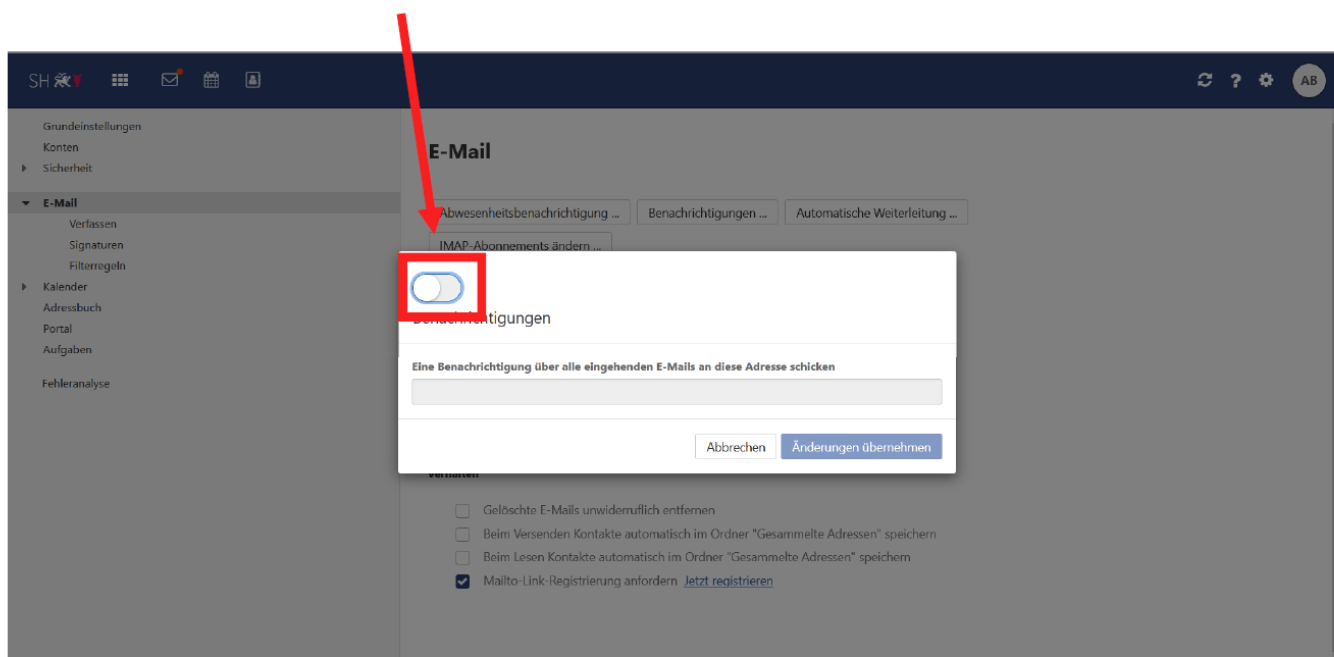 SH
AB
Grundeinstellungen
Konten
Sicherheit
E-Mail
Verfassen
Signaturen
Filterregeln
Kalender
Adressbuch
Portal
Aufgaben
Fehleranalyse
E-Mail
Abwesenheitsbenachrichtigung ... Benachrichtigungen ... Automatische Weiterleitung ...
IMAP-Abonnements ändern ...
Benachrichtigungen
Eine Benachrichtigung über alle eingehenden E-Mails an diese Adresse schicken
Abbrechen Änderungen übernehmen
Verhalten
Gelöschte E-Mails unwiderruflich entfernen
Beim Versenden Kontakte automatisch im Ordner "Gesammelte Adressen" speichern
Beim Lesen Kontakte automatisch im Ordner "Gesammelte Adressen" speichern
Mailto-Link-Registrierung anfordern Jetzt registrieren